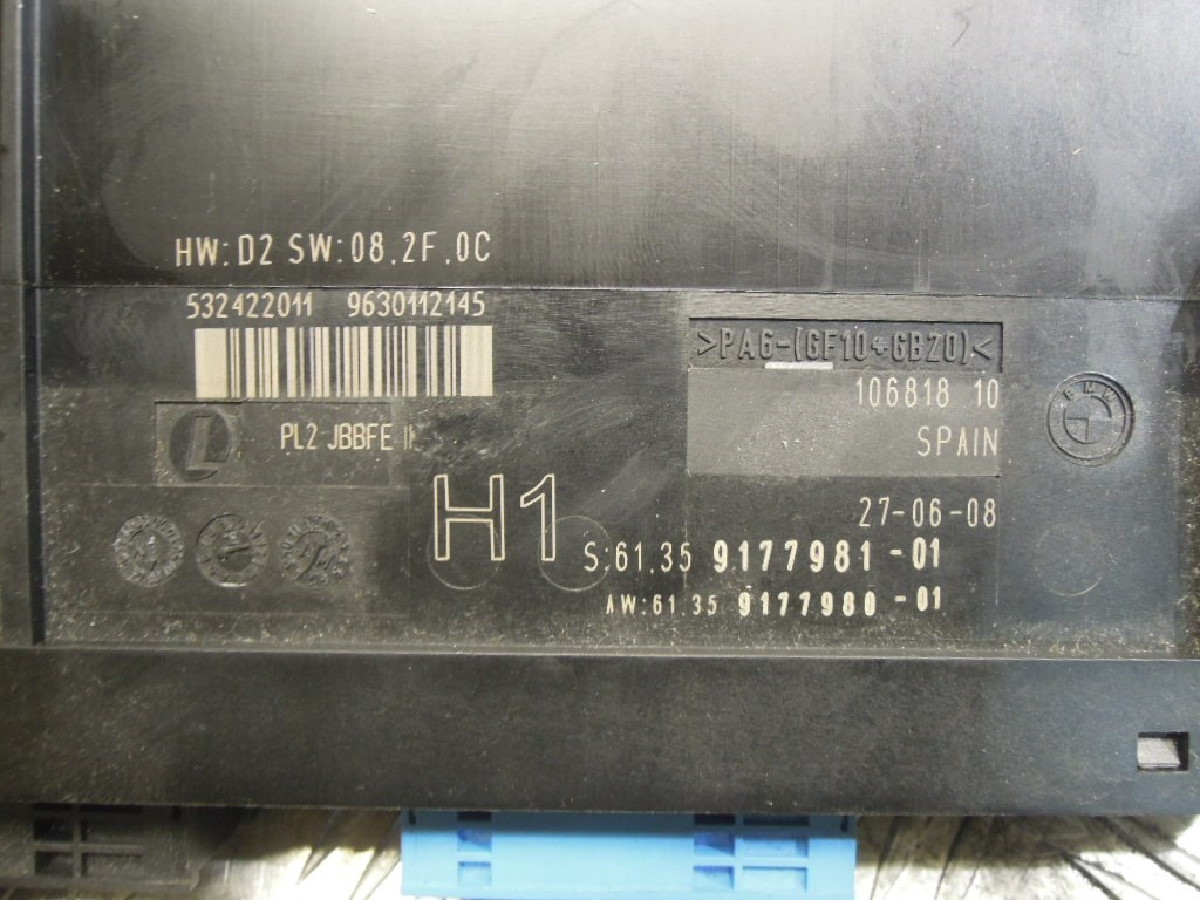 HW: D2 SW: 08.2F.0C
532422011 9630112145
>PA6-(GF10+GB20)<
106818 10
L
PL2 JBBFE
SPAIN
BMW
H1
27-06-08
S:61.35 9177981-01
AW:61 35 9177980-01